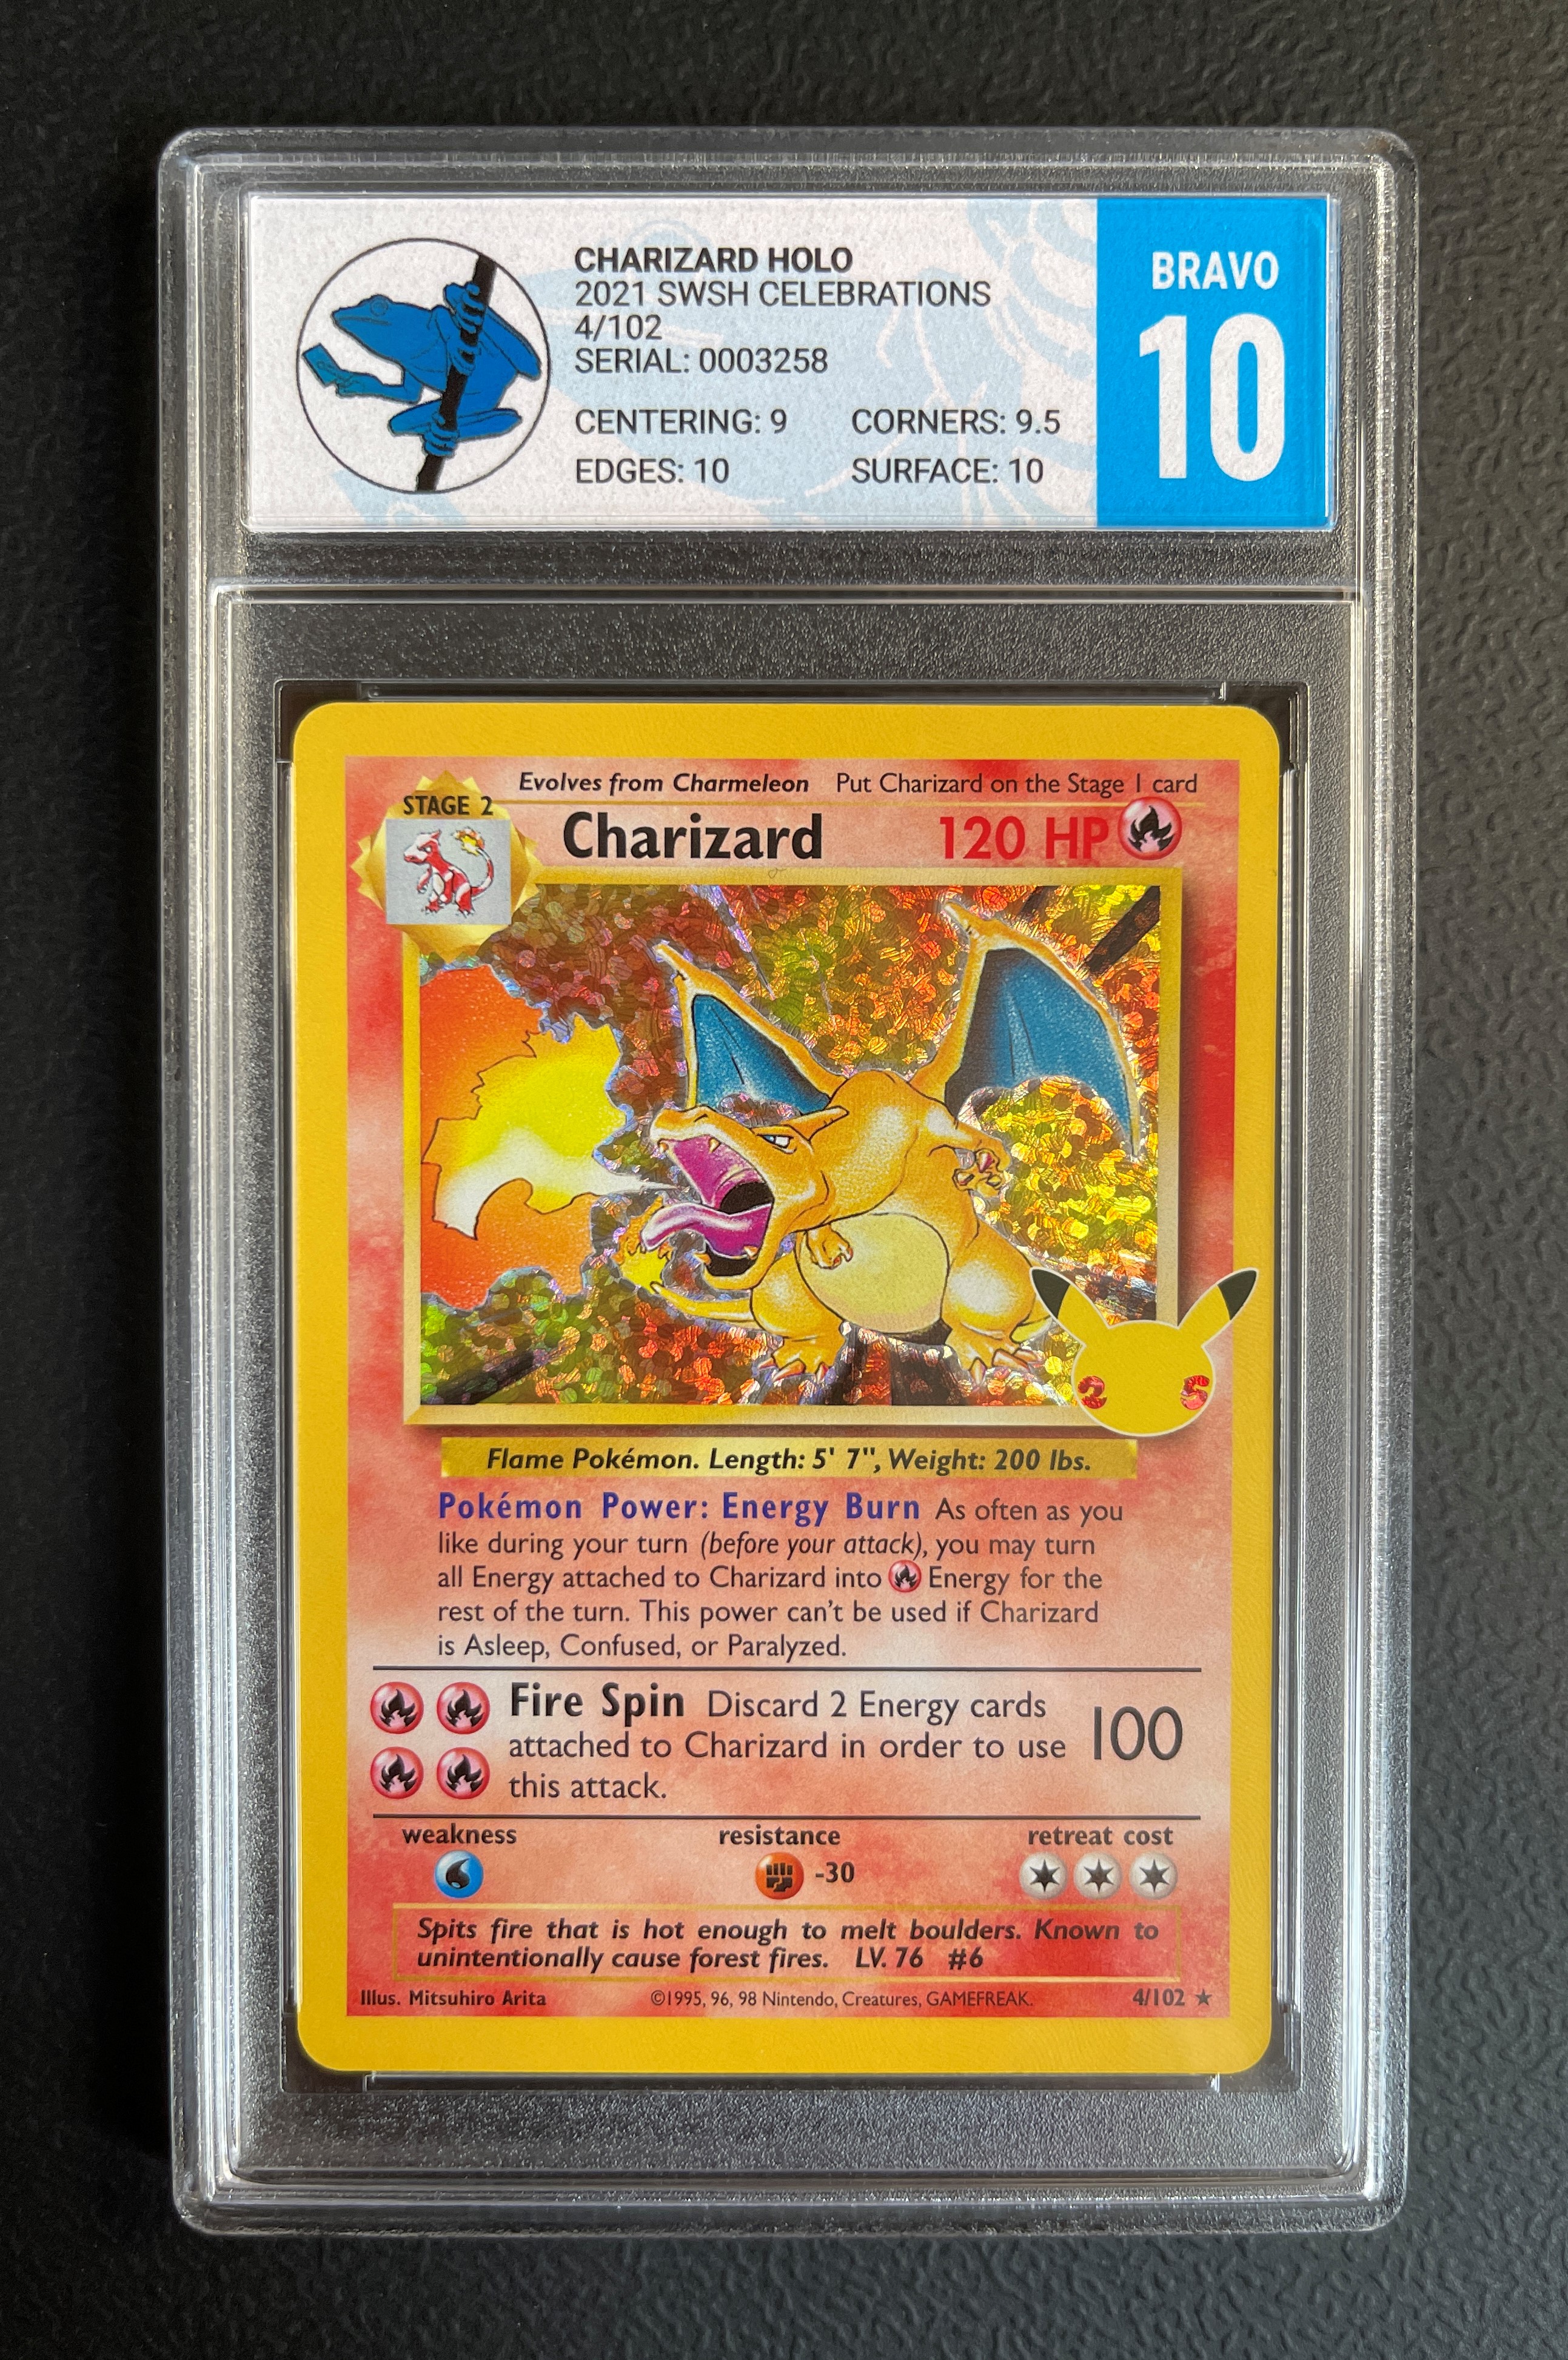 CHARIZARD HOLO
2021 SWSH CELEBRATIONS
4/102
SERIAL: 0003258
CENTERING: 9 CORNERS: 9.5
EDGES: 10 SURFACE: 10
BRAVO
10
Evolves from Charmeleon Put Charizard on the Stage 1 card
STAGE 2
Charizard 120 HP
2 5
Flame Pokémon. Length: 5' 7", Weight: 200 lbs.
Pokémon Power: Energy Burn As often as you
like during your turn (before your attack), you may turn
all Energy attached to Charizard into Energy for the
rest of the turn. This power can't be used if Charizard
is Asleep, Confused, or Paralyzed.
Fire Spin Discard 2 Energy cards
attached to Charizard in order to use 100
this attack.
weakness resistance retreat cost
-30
Spits fire that is hot enough to melt boulders. Known to
unintentionally cause forest fires. LV. 76 #6
Illus. Mitsuhiro Arita ©1995, 96, 98 Nintendo, Creatures, GAMEFREAK. 4/102 ★